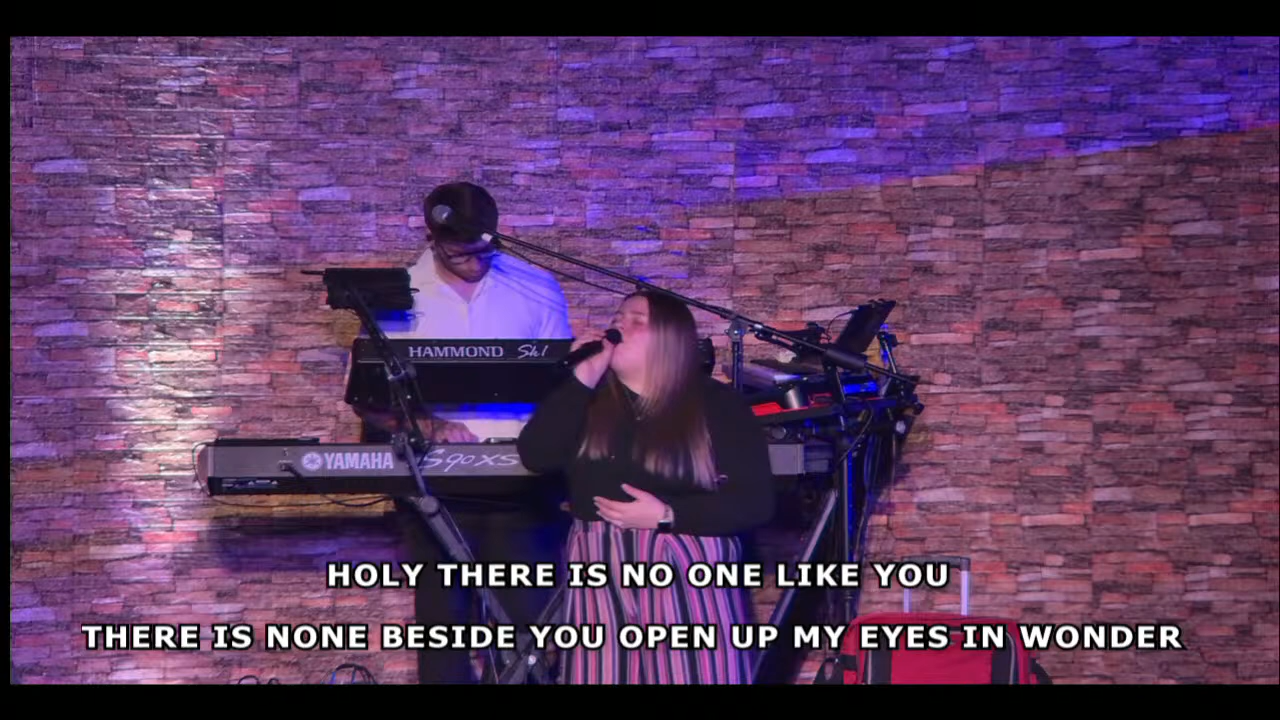 HAMMOND SK1
YAMAHA S90XS
HOLY THERE IS NO ONE LIKE YOU
THERE IS NONE BESIDE YOU OPEN UP MY EYES IN WONDER